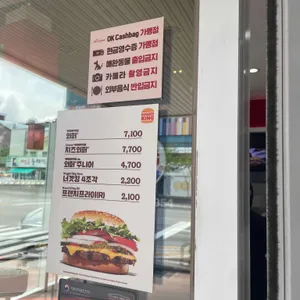 OK Cashbag 가맹점
현금영수증 가맹점
애완동물 출입금지
카메라 촬영금지
외부음식 반입금지
BURGER KING
와퍼 7,100
치즈와퍼 7,700
와퍼 주니어 4,700
너겟킹 4조각 2,200
프렌치프라이(R) 2,100